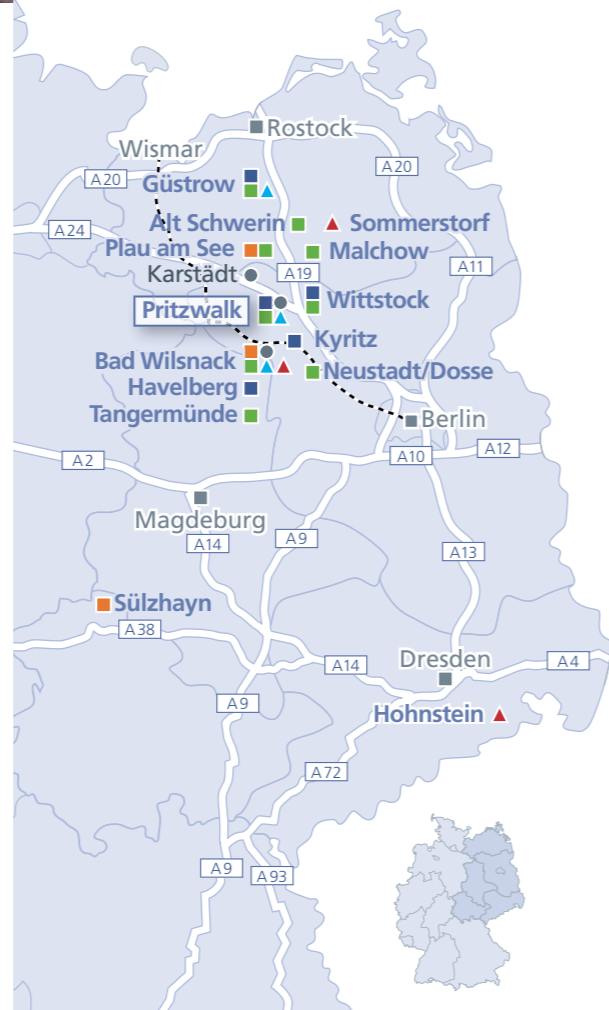 Rostock
Wismar
A20
A20
Güstrow
A24
Alt Schwerin
Sommerstorf
Plau am See
Malchow
A11
Karstädt
A19
Pritzwalk
Wittstock
Kyritz
Bad Wilsnack
Neustadt/Dosse
Havelberg
Tangermünde
Berlin
A2
A10
A12
Magdeburg
A14
A9
A13
Sülzhayn
A38
A14
Dresden
A4
A9
Hohnstein
A72
A9
A93